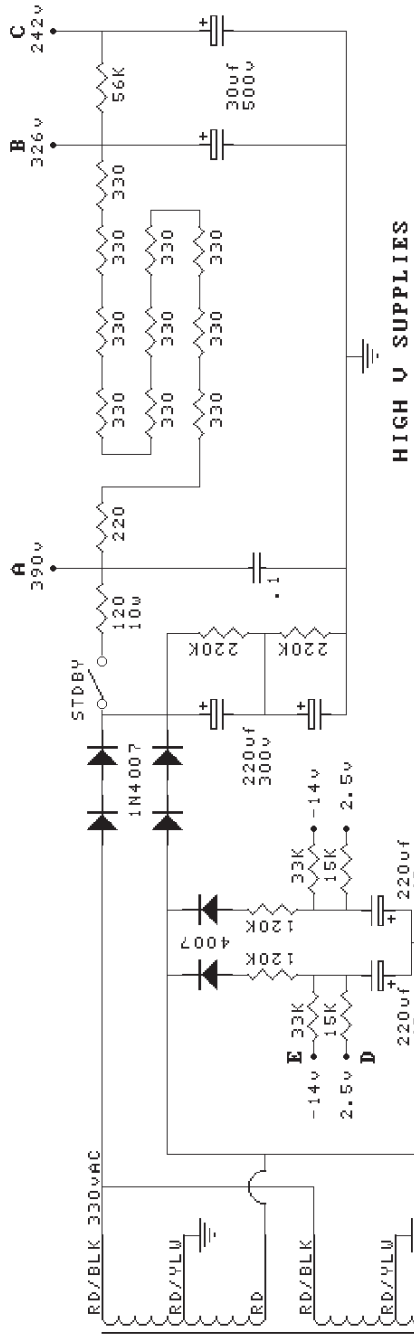 A
B
C
390v
326v
242v
STDBY
RD/BLK 330vAC
1N4007
120
10w
220
330
330
330
330
56K
330
330
330
330
330
330
RD/YLW
RD
4007
120K
120K
220uf
300v
220K
220K
.1
30uf
500v
E
-14v
33K
33K
-14v
2.5v
15K
15K
2.5v
D
RD/BLK
RD/YLW
220uf
220uf
HIGH V SUPPLIES